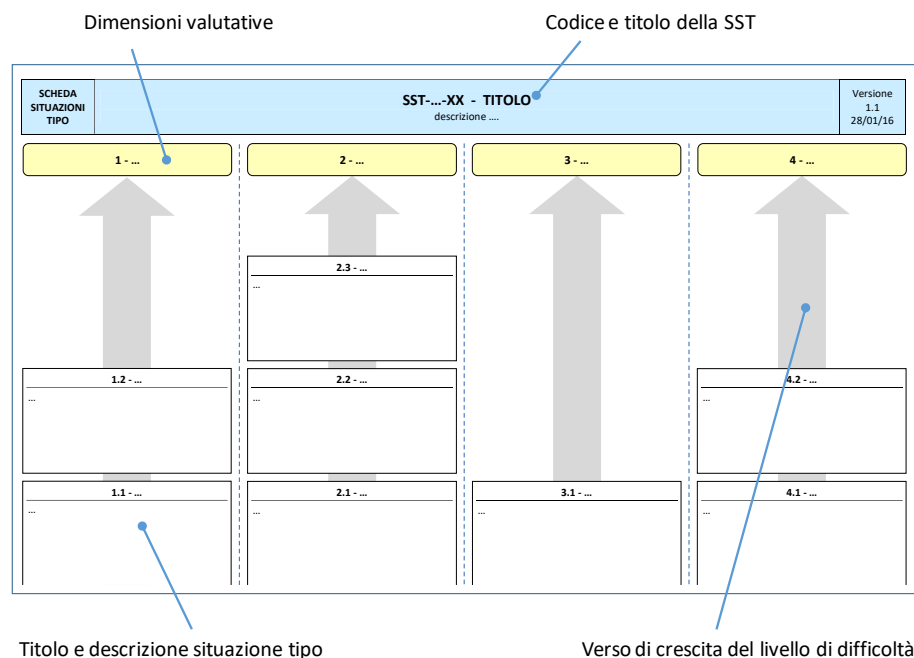 Dimensioni valutative
Codice e titolo della SST
SCHEDA
SITUAZIONI
TIPO
SST-...-XX - TITOLO
descrizione ....
Versione
1.1
28/01/16
1 - ...
2 - ...
3 - ...
4 - ...
2.3 - ...
...
1.2 - ...
...
2.2 - ...
...
4.2 - ...
...
1.1 - ...
...
2.1 - ...
...
3.1 - ...
...
4.1 - ...
...
Titolo e descrizione situazione tipo
Verso di crescita del livello di difficoltà